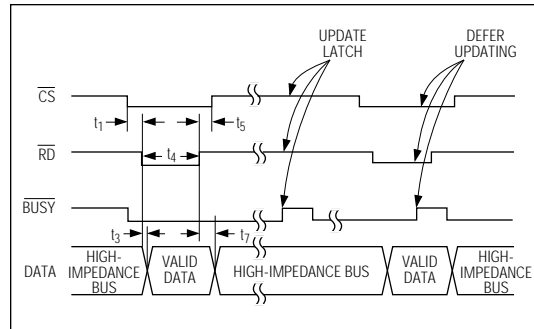 UPDATE
LATCH
DEFER
UPDATING
CS
t1
t5
t4
RD
BUSY
t3
t7
DATA
HIGH-
IMPEDANCE
BUS
VALID
DATA
HIGH-IMPEDANCE BUS
VALID
DATA
HIGH-
IMPEDANCE
BUS